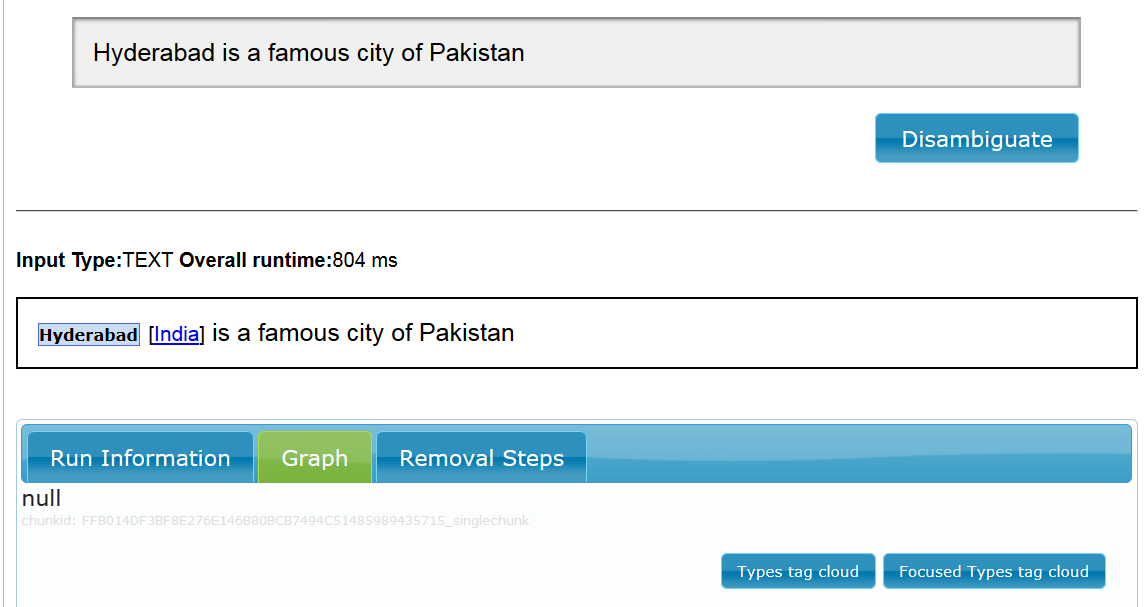 Hyderabad is a famous city of Pakistan
Disambiguate
Input Type:TEXT Overall runtime:804 ms
Hyderabad [India] is a famous city of Pakistan
Run Information Graph Removal Steps
null
chunkid: FFB014DF3BF8E276E146B80BCB7494C51485989435715_singlechunk
Types tag cloud Focused Types tag cloud